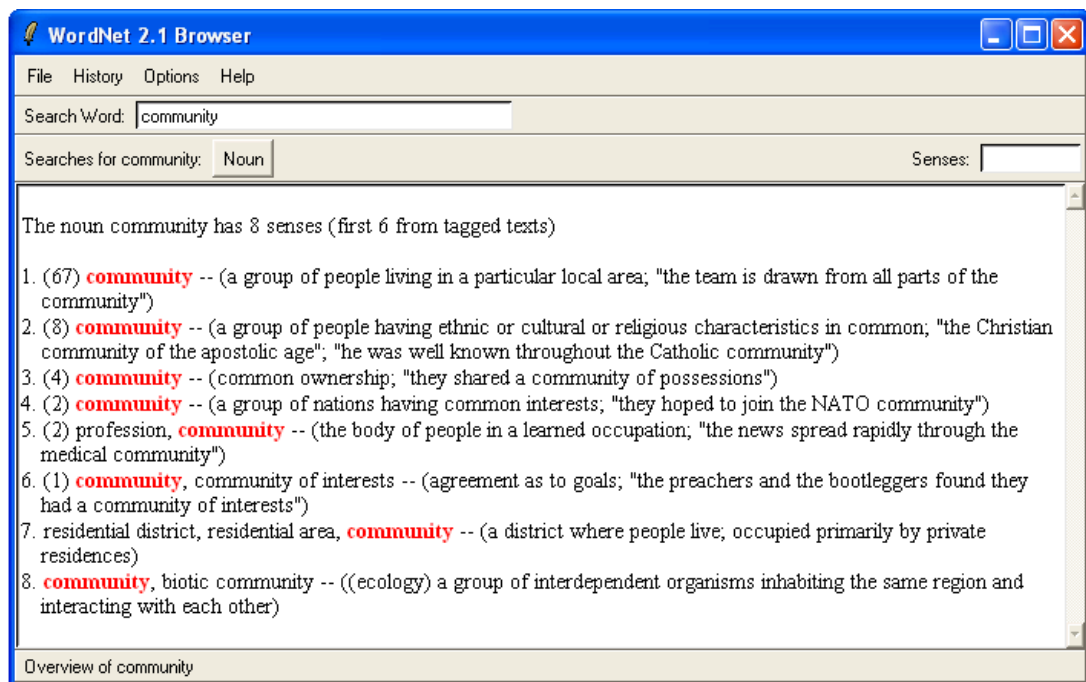 WordNet 2.1 Browser
File History Options Help
Search Word: community
Searches for community: Noun Senses:
The noun community has 8 senses (first 6 from tagged texts)
1. (67) community -- (a group of people living in a particular local area; "the team is drawn from all parts of the
community")
2. (8) community -- (a group of people having ethnic or cultural or religious characteristics in common; "the Christian
community of the apostolic age"; "he was well known throughout the Catholic community")
3. (4) community -- (common ownership; "they shared a community of possessions")
4. (2) community -- (a group of nations having common interests; "they hoped to join the NATO community")
5. (2) profession, community -- (the body of people in a learned occupation; "the news spread rapidly through the
medical community")
6. (1) community, community of interests -- (agreement as to goals; "the preachers and the bootleggers found they
had a community of interests")
7. residential district, residential area, community -- (a district where people live; occupied primarily by private
residences)
8. community, biotic community -- ((ecology) a group of interdependent organisms inhabiting the same region and
interacting with each other)
Overview of community